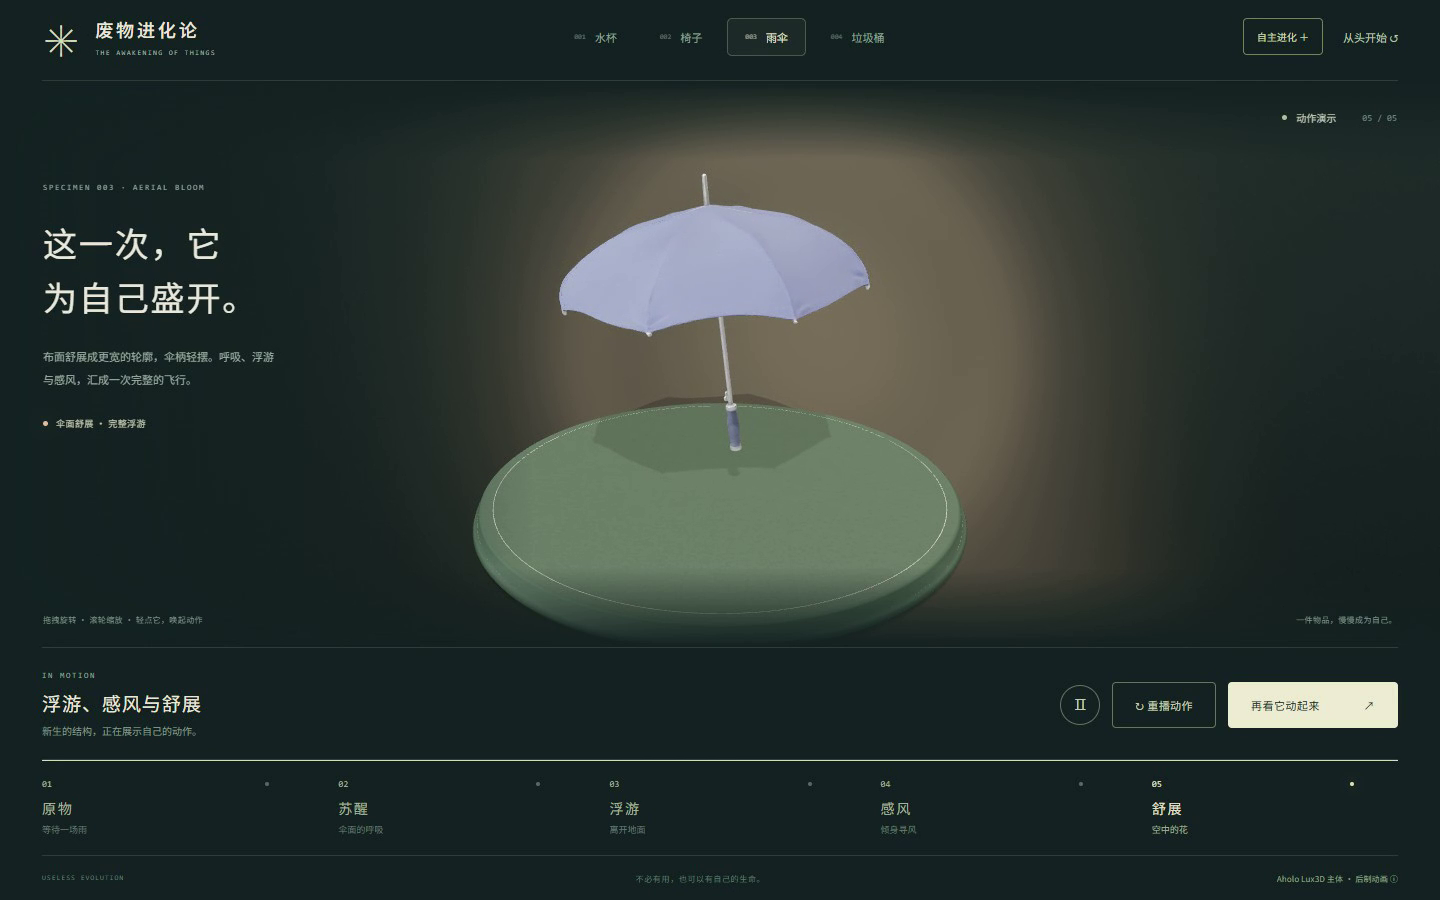 废物进化论
THE AWAKENING OF THINGS
001 水杯
002 椅子
003 雨伞
004 垃圾桶
自主进化 +
从头开始 ↺
动作演示 05 / 05
SPECIMEN 003 · AERIAL BLOOM
这一次，它
为自己盛开。
布面舒展成更宽的轮廓，伞柄轻摆。呼吸、浮游
与感风，汇成一次完整的飞行。
伞面舒展 · 完整浮游
拖拽旋转 · 滚轮缩放 · 轻点它，唤起动作
一件物品，慢慢成为自己。
IN MOTION
浮游、感风与舒展
新生的结构，正在展示自己的动作。
↻ 重播动作
再看它动起来 ↗
01
原物
等待一场雨
02
苏醒
伞面的呼吸
03
浮游
离开地面
04
感风
倾身寻风
05
舒展
空中的花
USELESS EVOLUTION
不必有用，也可以有自己的生命。
Aholo Lux3D 主体 · 后制动画 ⓘ